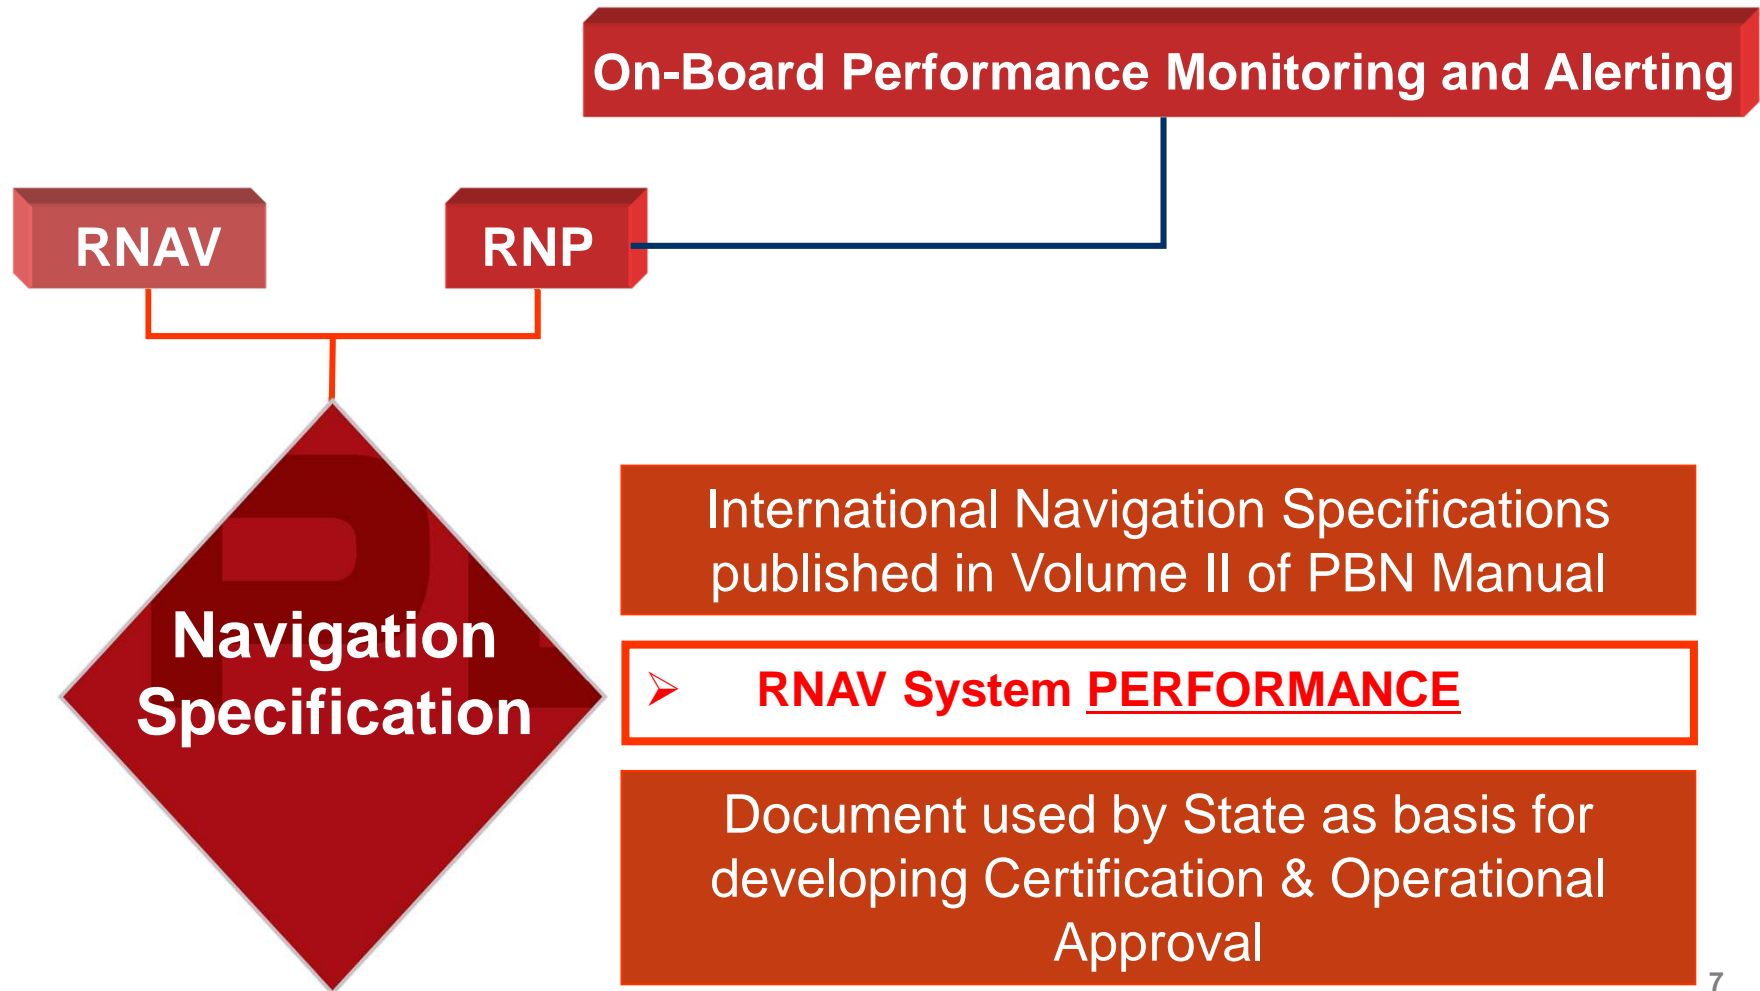 On-Board Performance Monitoring and Alerting
RNAV
RNP
Navigation
Specification
International Navigation Specifications
published in Volume II of PBN Manual
➢ RNAV System PERFORMANCE
Document used by State as basis for
developing Certification & Operational
Approval
7